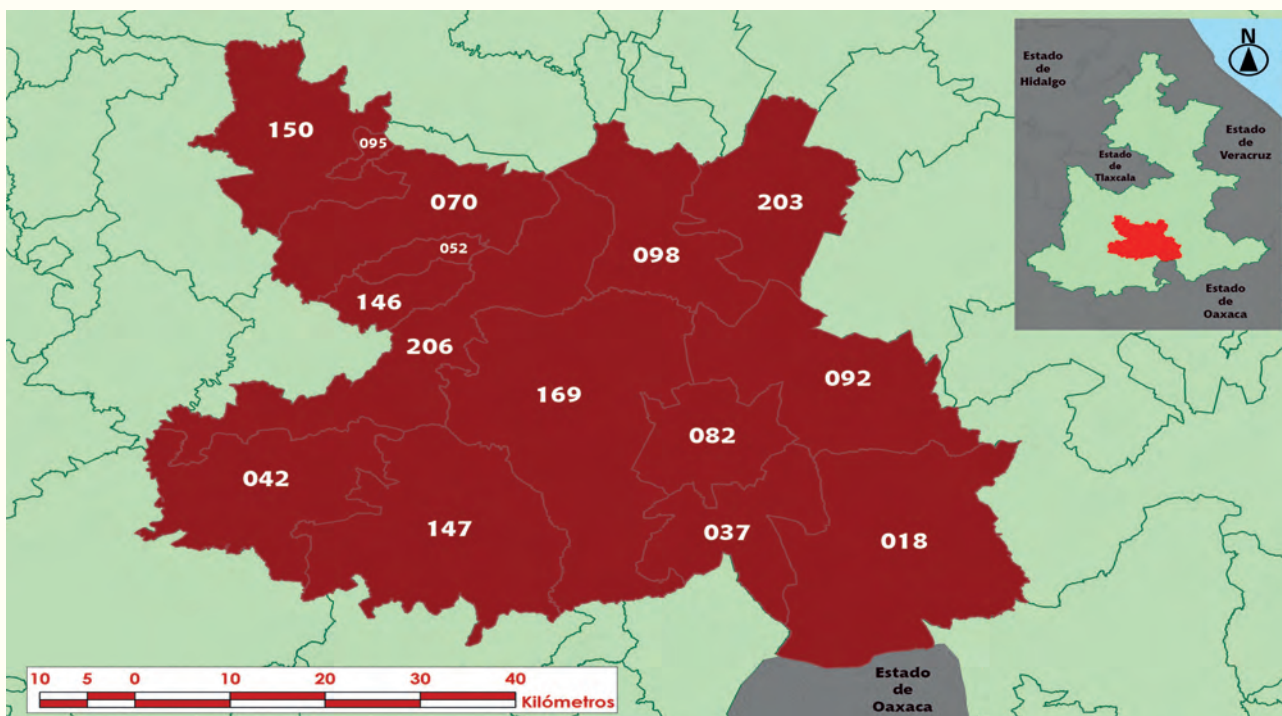 150
095
070
203
052
098
146
206
092
169
082
042
147
037
018
N
Estado
de
Hidalgo
Estado
de
Veracruz
Estado
de
Tlaxcala
Estado
de
Oaxaca
10 5 0 10 20 30 40
Kilómetros
Estado
de
Oaxaca